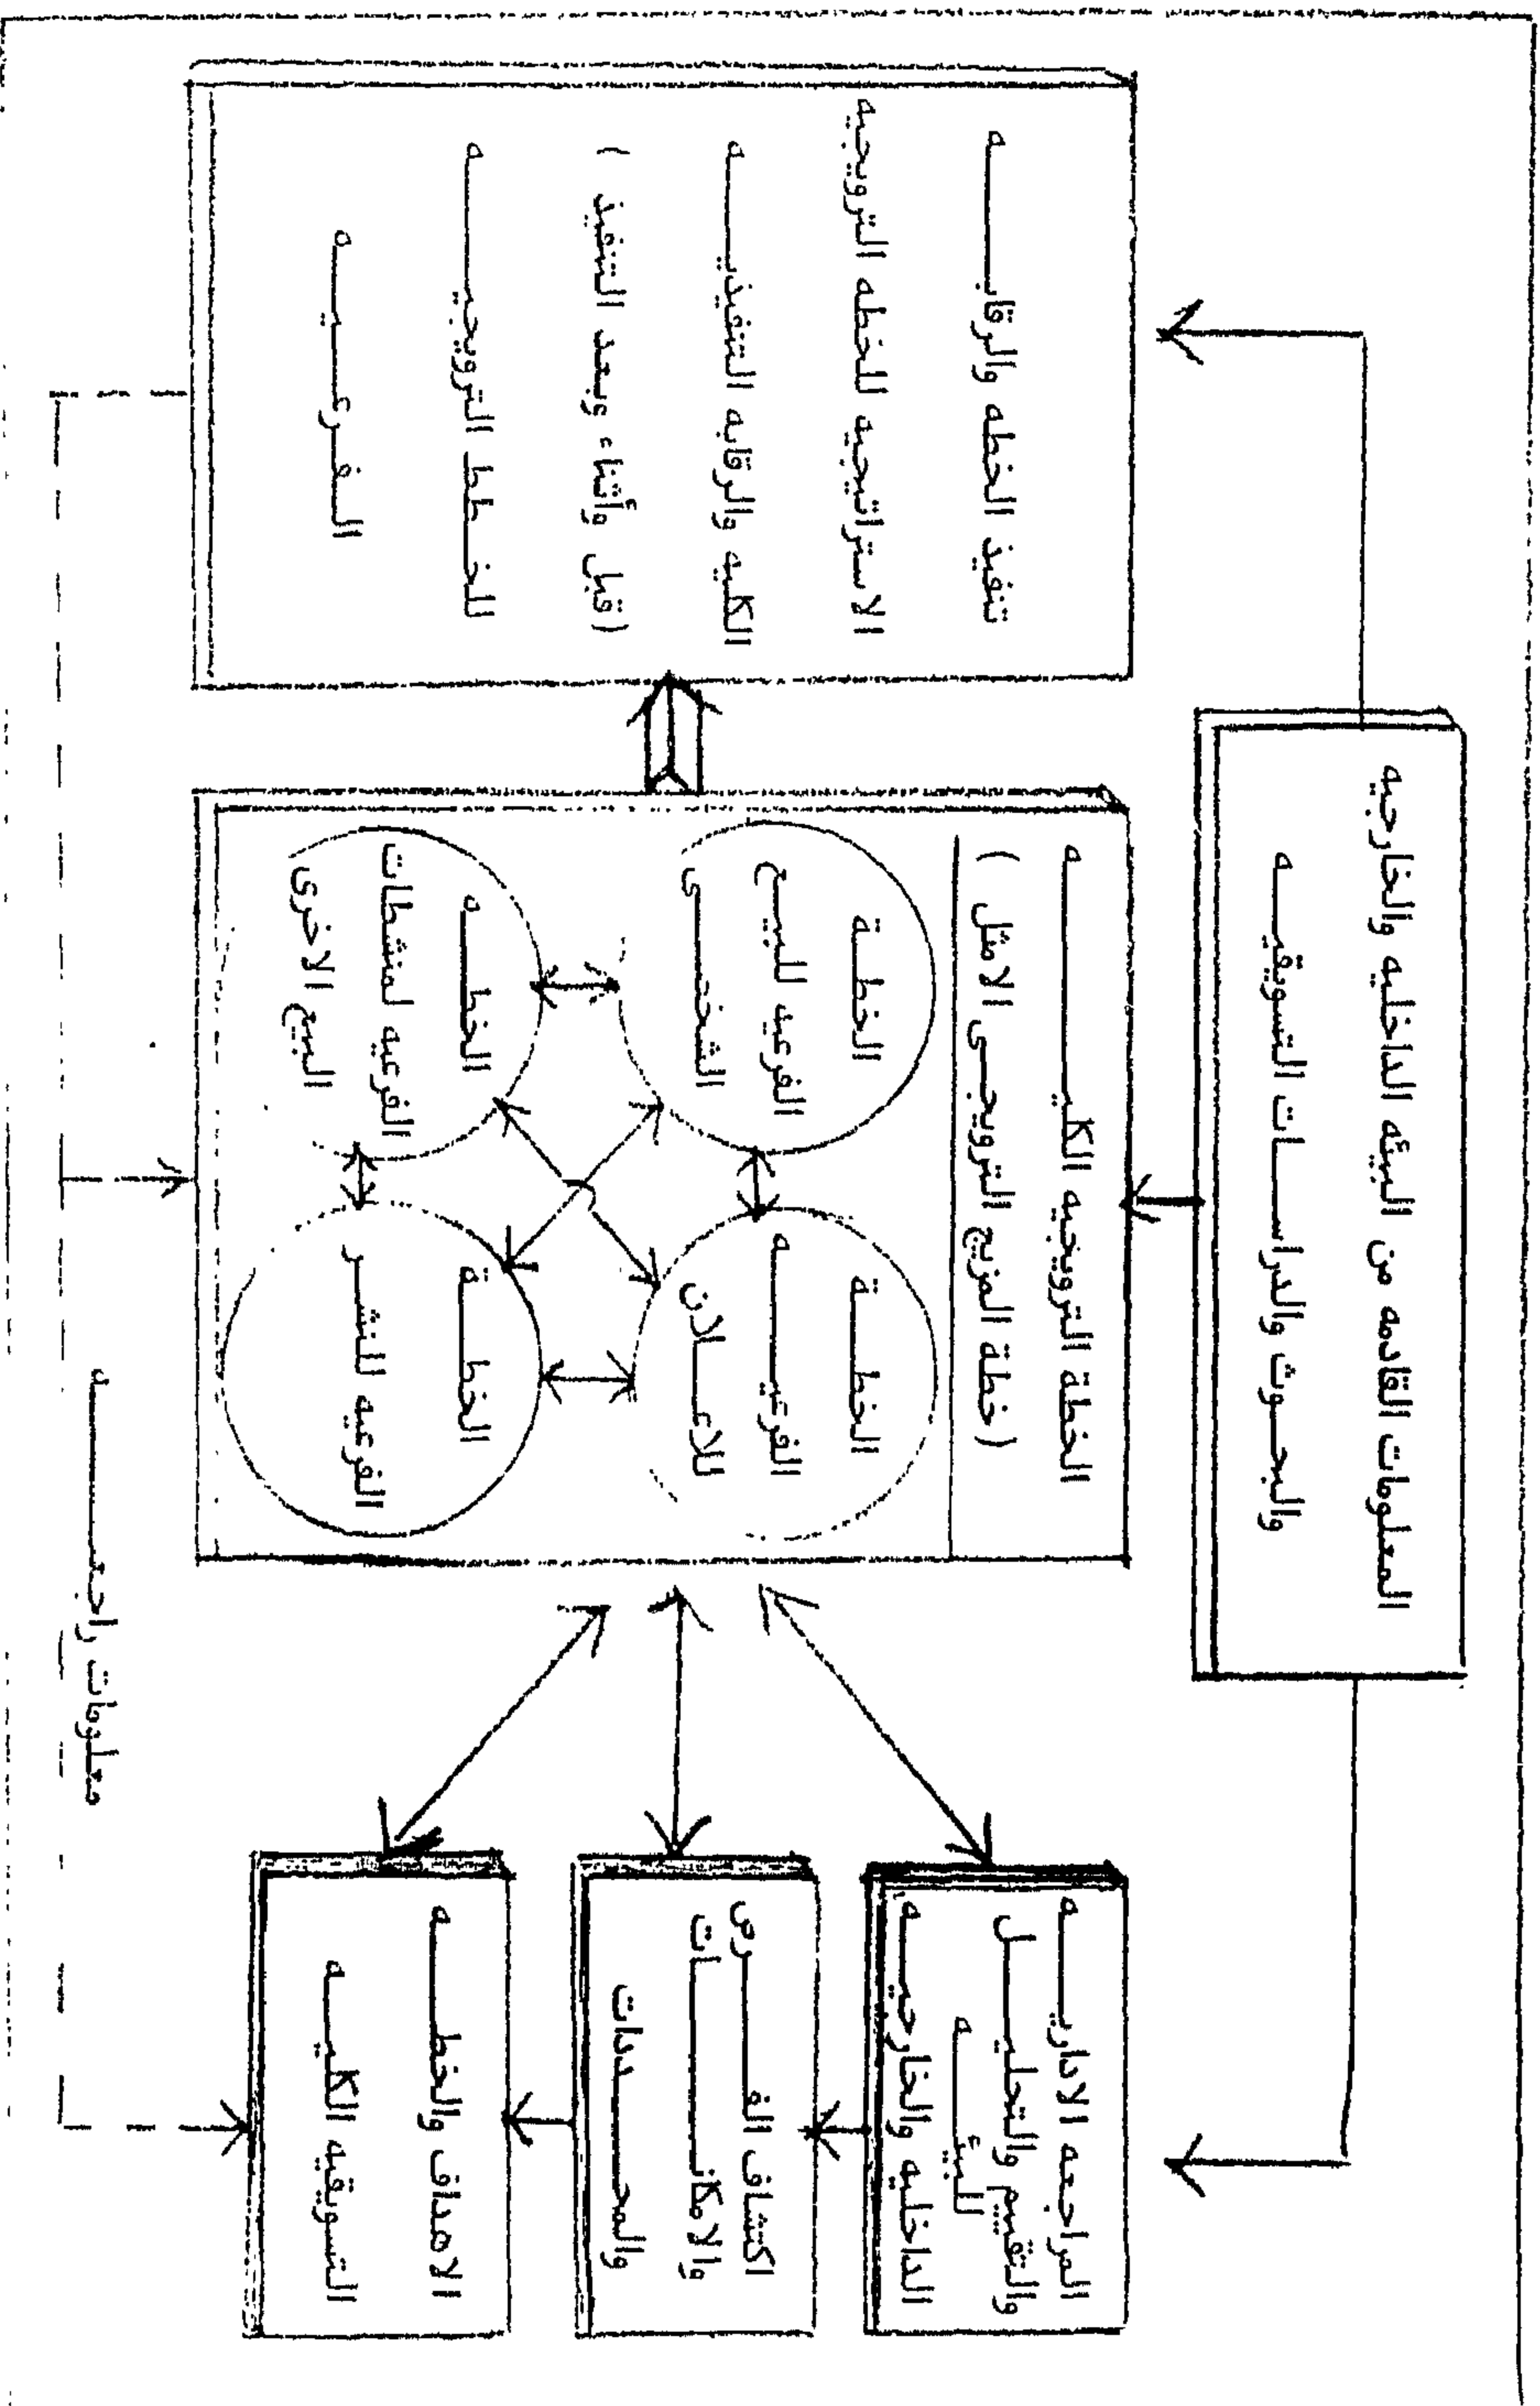 المعلومات القادمه من البيئه الداخليه والخارجيه
والبحوث والدراسات التسويقيه
المراجعه الاداريه
والتقييم والتحليل
للبيئه
الداخليه والخارجيه
اكتشاف الفرص
والامكانات
والمحددات
الاهداف والخطه
التسويقيه الكليه
الخطة الترويجيه الكليه
(خطة المزيج الترويجى الامثل )
الخطة
الفرعيه
للاعلان
الخطة
الفرعيه للبيع
الشخصى
الخطة
الفرعيه للنشر
الخطه
الفرعيه لمنشطات
البيع الاخرى
تنفيذ الخطه والرقابه
الاستراتيجيه للخطه الترويجيه
الكليه والرقابه التنفيذيه
(قبل وأثناء وبعد التنفيذ )
للخطط الترويجيه
الفرعيه
معلومات راجعه